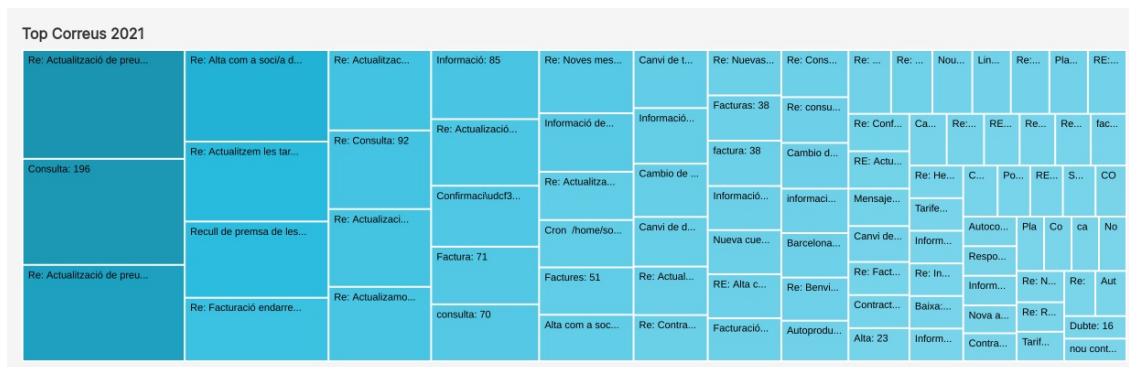 Top Correus 2021
Re: Actualització de preu...
Consulta: 196
Re: Actualització de preu...
Re: Alta com a soci/a d...
Re: Actualitzem les tar...
Recull de premsa de les...
Re: Facturació endarre...
Re: Actualitzac...
Re: Consulta: 92
Re: Actualizaci...
Re: Actualizamo...
Informació: 85
Re: Actualizació...
Confirmaci\udcf3...
Factura: 71
consulta: 70
Re: Noves mes...
Informació de...
Re: Actualitza...
Cron /home/so...
Factures: 51
Alta com a soc...
Canvi de t...
Informació...
Cambio de ...
Canvi de d...
Re: Actual...
Re: Contra...
Re: Nuevas...
Facturas: 38
factura: 38
Informació...
Nueva cue...
RE: Alta c...
Facturació...
Re: Cons...
Re: consu...
Cambio d...
informaci...
Barcelona...
Re: Benvi...
Autoprodu...
Re: ...
Re: ...
Nou...
Lin...
Re:...
Pla...
RE:...
Re: Conf...
RE: Actu...
Mensaje...
Canvi de...
Re: Fact...
Contract...
Alta: 23
Ca...
Re:...
RE...
Re...
Re...
fac...
Re: He...
Tarife...
Inform...
Re: In...
Baixa:...
Inform...
C...
Po...
RE...
S...
CO
Autoco...
Respo...
Inform...
Nova a...
Contra...
Pla
Co
ca
No
Re: N...
Re: R...
Tarif...
Re:
Aut
Dubte: 16
nou cont...